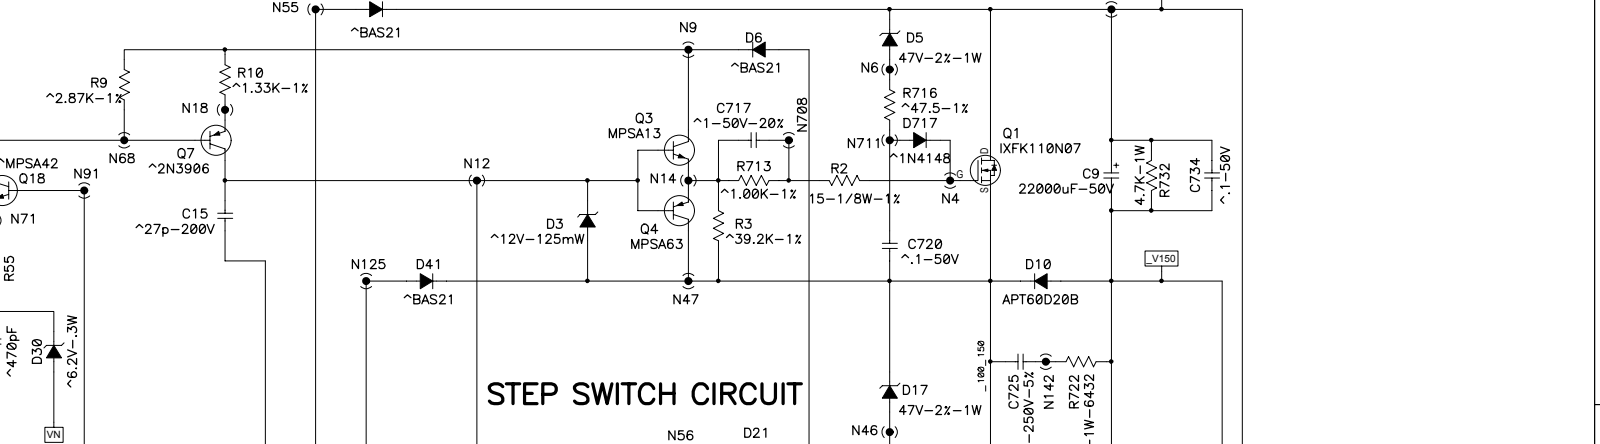 N55
^BAS21
N9
D6
^BAS21
D5
47V-2%-1W
N6
R9
^2.87K-1%
R10
^1.33K-1%
N18
R716
^47.5-1%
C717
^1-50V-20%
N708
Q3
MPSA13
N711
D717
^1N4148
Q1
IXFK110N07
D
G
S
N68
Q7
^2N3906
^MPSA42
Q18
N91
N71
N12
N14
R713
^1.00K-1%
R2
15-1/8W-1%
N4
C9
+
22000uF-50V
4.7K-1W
R732
C734
^.1-50V
C15
^27p-200V
D3
^12V-125mW
Q4
MPSA63
R3
^39.2K-1%
C720
^.1-50V
R55
N125
D41
^BAS21
N47
D10
APT60D20B
_V150
^470pF
D30
^6.2V-.3W
VN
STEP SWITCH CIRCUIT
D17
47V-2%-1W
N46
_100_150
C725
-250V-5%
N142
R722
-1W-6432
N56
D21